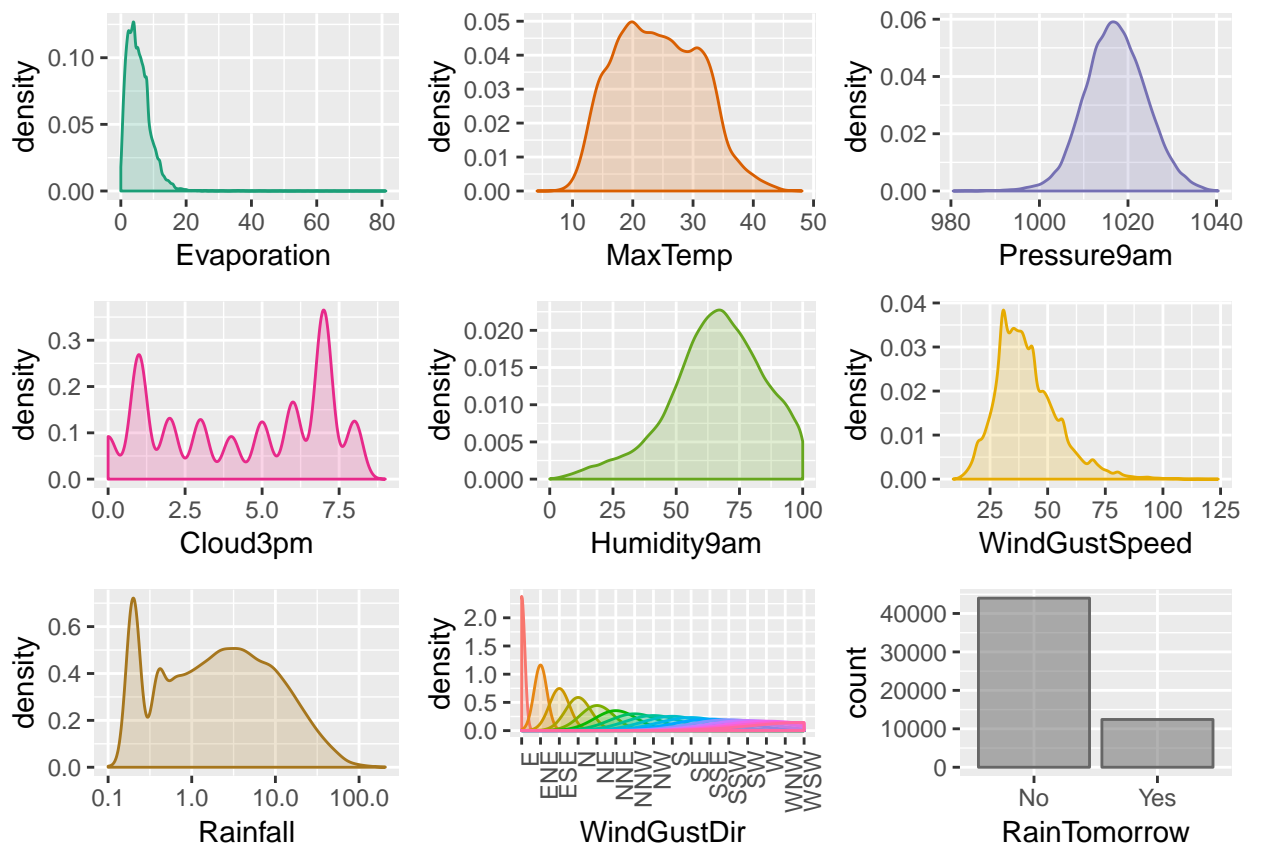 density
0.10
0.05
0.00
0 20 40 60 80
Evaporation
density
0.05
0.04
0.03
0.02
0.01
0.00
10 20 30 40 50
MaxTemp
density
0.06
0.04
0.02
0.00
980 1000 1020 1040
Pressure9am
density
0.3
0.2
0.1
0.0
0.0 2.5 5.0 7.5
Cloud3pm
density
0.020
0.015
0.010
0.005
0.000
0 25 50 75 100
Humidity9am
density
0.04
0.03
0.02
0.01
0.00
25 50 75 100 125
WindGustSpeed
density
0.6
0.4
0.2
0.0
0.1 1.0 10.0 100.0
Rainfall
density
2.0
1.5
1.0
0.5
0.0
E ENE ESE N NE NNE NNW NW S SE SSE SSW SW W WNW WSW
WindGustDir
count
40000
30000
20000
10000
0
No Yes
RainTomorrow